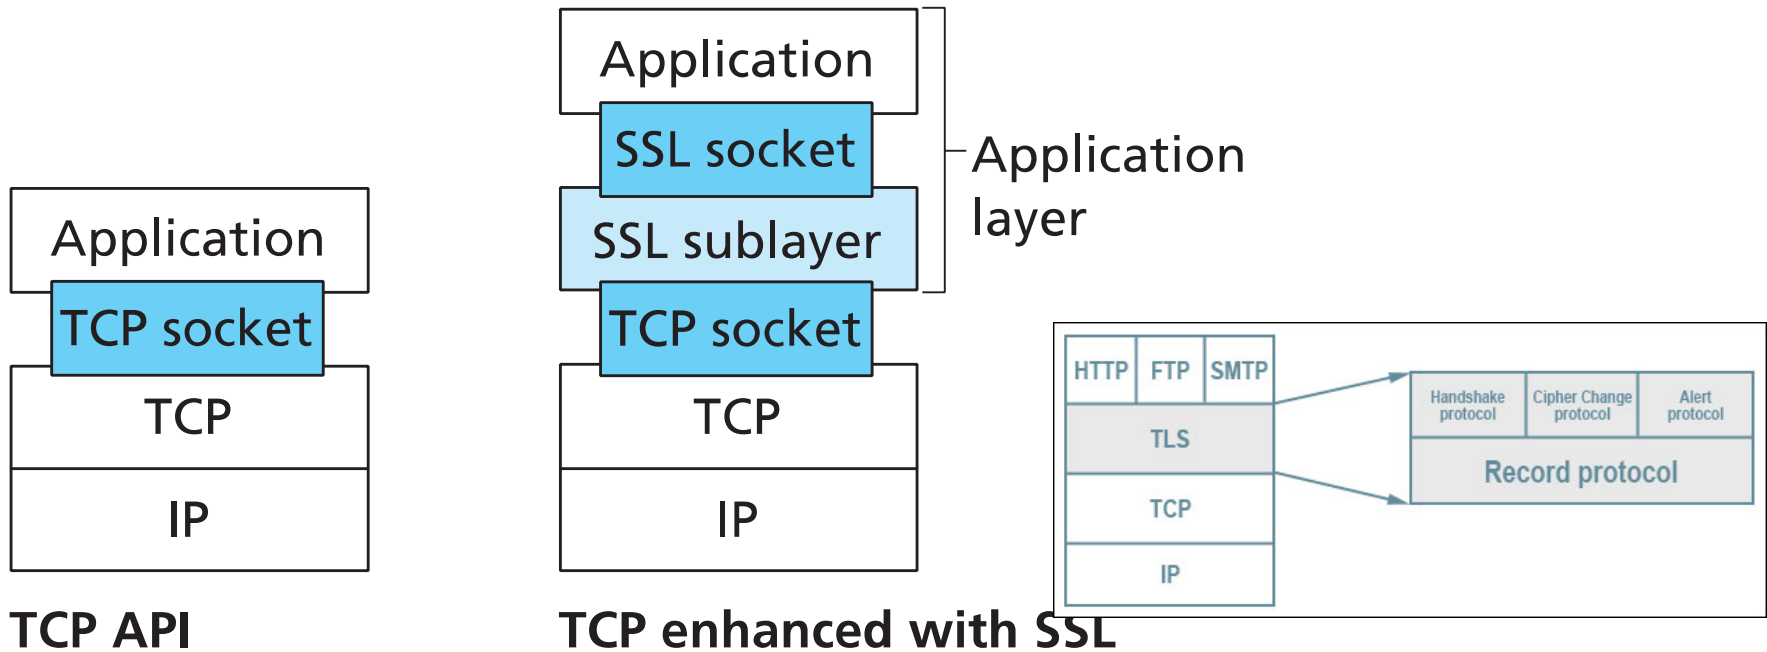 Application
TCP socket
TCP
IP
TCP API
Application
SSL socket
SSL sublayer
TCP socket
TCP
IP
TCP enhanced with SSL
Application
layer
HTTP FTP SMTP
TLS
TCP
IP
Handshake
protocol
Cipher Change
protocol
Alert
protocol
Record protocol